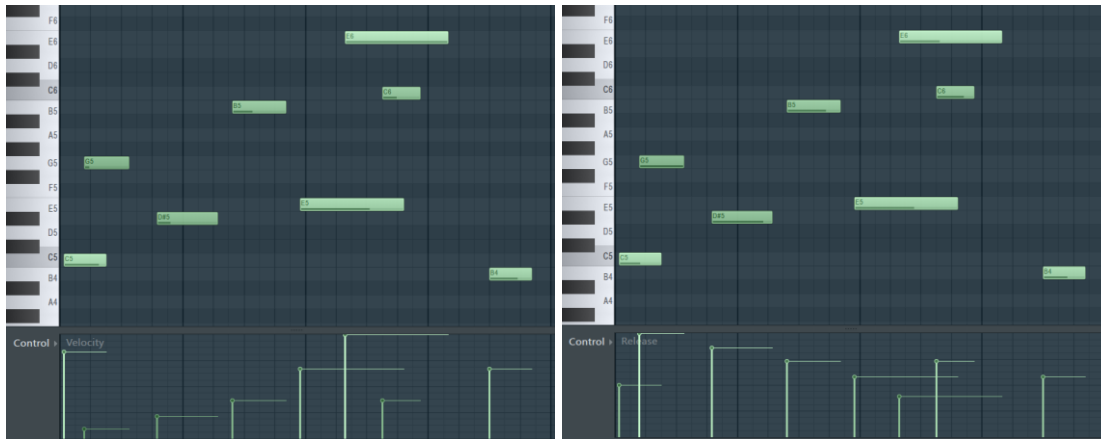 F6
E6
E6
D6
C6
C6
B5
B5
A5
G5
G5
F5
E5
E5
D#5
D5
C5
C5
B4
B4
A4
Control
Velocity
F6
E6
E6
D6
C6
C6
B5
B5
A5
G5
G5
F5
E5
E5
D#5
D5
C5
C5
B4
B4
A4
Control
Release